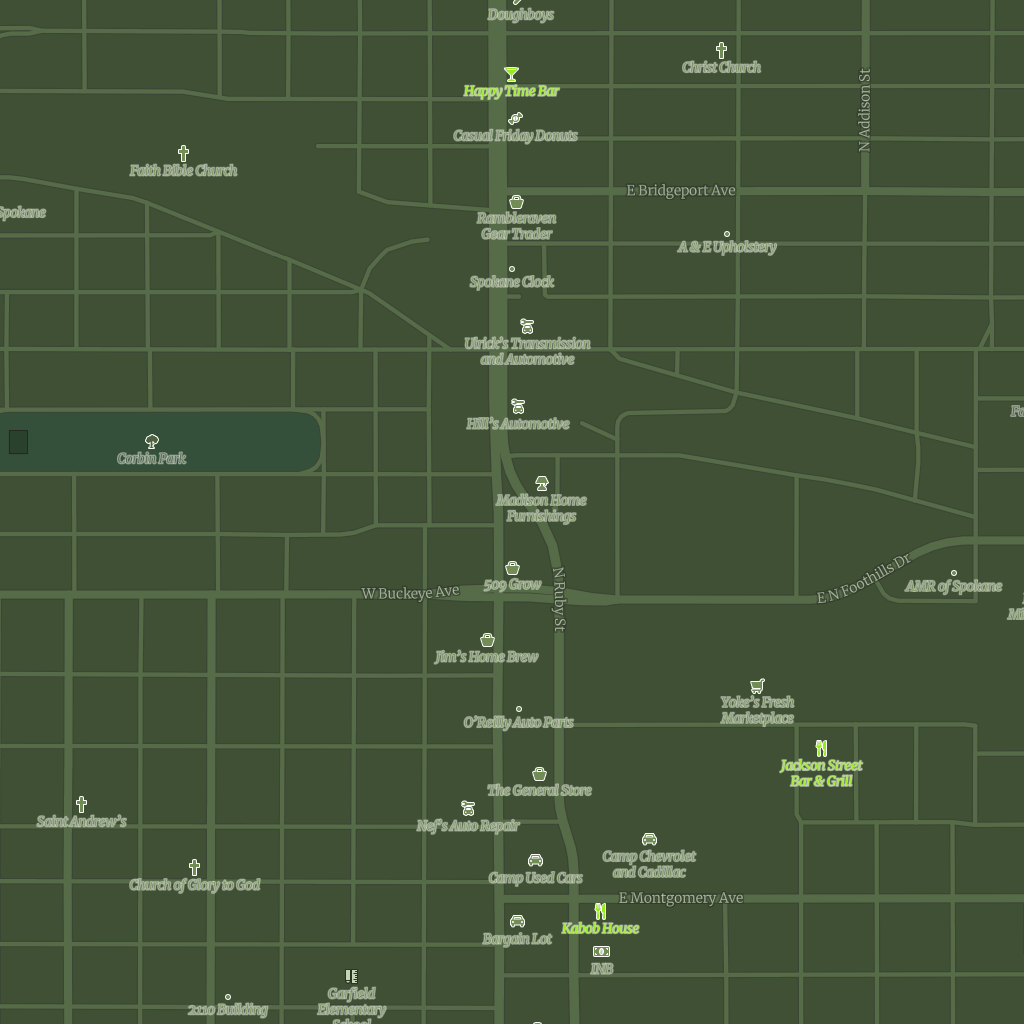 Doughboys
Christ Church
Happy Time Bar
N Addison St
Casual Friday Donuts
Faith Bible Church
E Bridgeport Ave
Spokane
Rambleraven
Gear Trader
A & E Upholstery
Spokane Clock
Ulrick's Transmission
and Automotive
Hill's Automotive
Corbin Park
Madison Home
Furnishings
509 Grow
W Buckeye Ave
N Ruby St
E N Foothills Dr
AMR of Spokane
Jim's Home Brew
Yoke's Fresh
Marketplace
O'Reilly Auto Parts
Jackson Street
Bar & Grill
The General Store
Saint Andrew's
Nef's Auto Repair
Camp Chevrolet
and Cadillac
Camp Used Cars
Church of Glory to God
E Montgomery Ave
Kabob House
Bargain Lot
INB
Garfield
Elementary
School
2110 Building